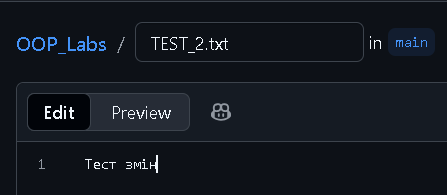 OOP_Labs / TEST_2.txt in main
Edit Preview
1 Тест змін